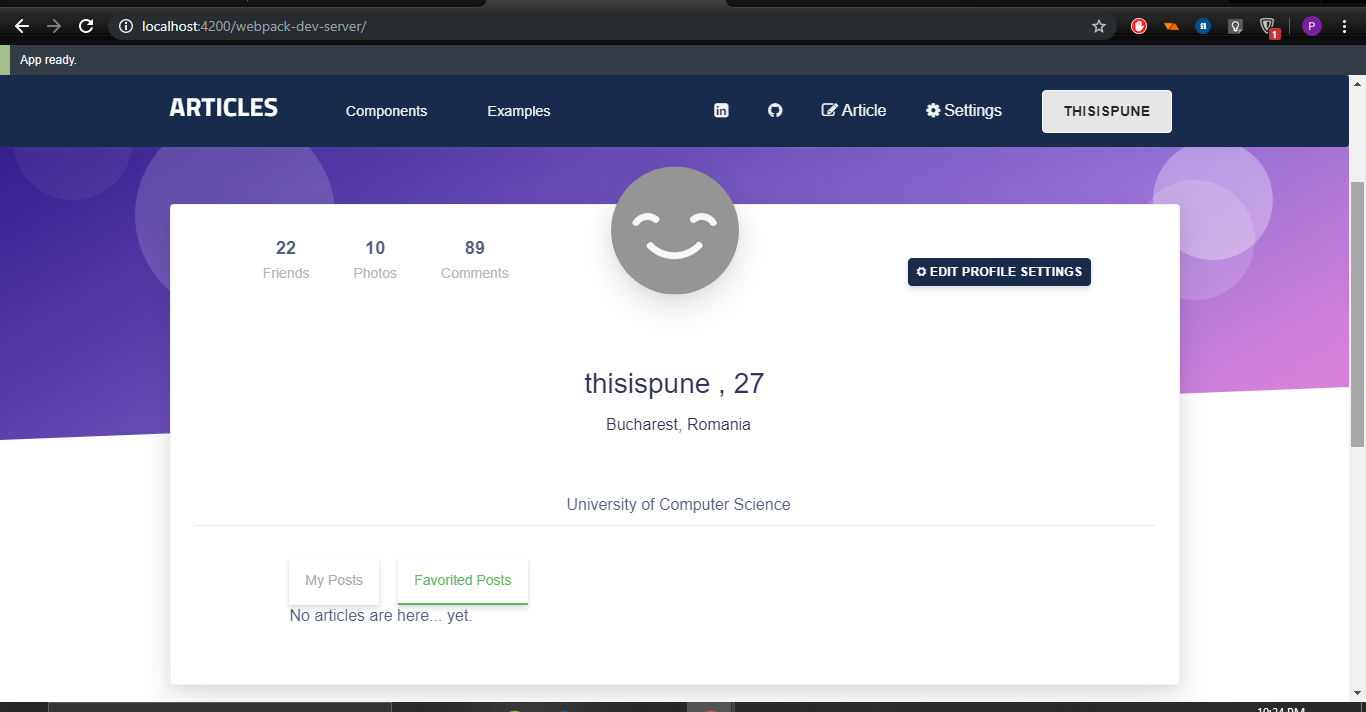 localhost:4200/webpack-dev-server/
1
P
App ready.
ARTICLES
Components
Examples
in
Article
Settings
THISISPUNE
22
Friends
10
Photos
89
Comments
EDIT PROFILE SETTINGS
thisispune , 27
Bucharest, Romania
University of Computer Science
My Posts
Favorited Posts
No articles are here... yet.